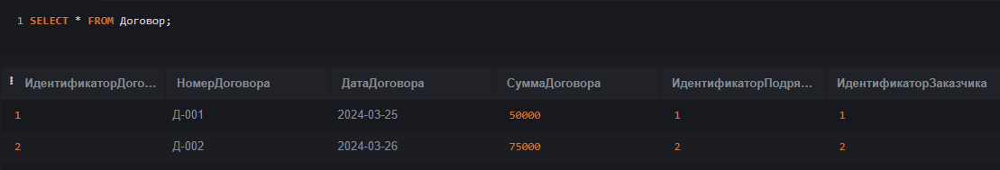 1 SELECT * FROM Договор;
⋮ ИдентификаторДого... НомерДоговора ДатаДоговора СуммаДоговора ИдентификаторПодря... ИдентификаторЗаказчика
1 Д-001 2024-03-25 50000 1 1
2 Д-002 2024-03-26 75000 2 2